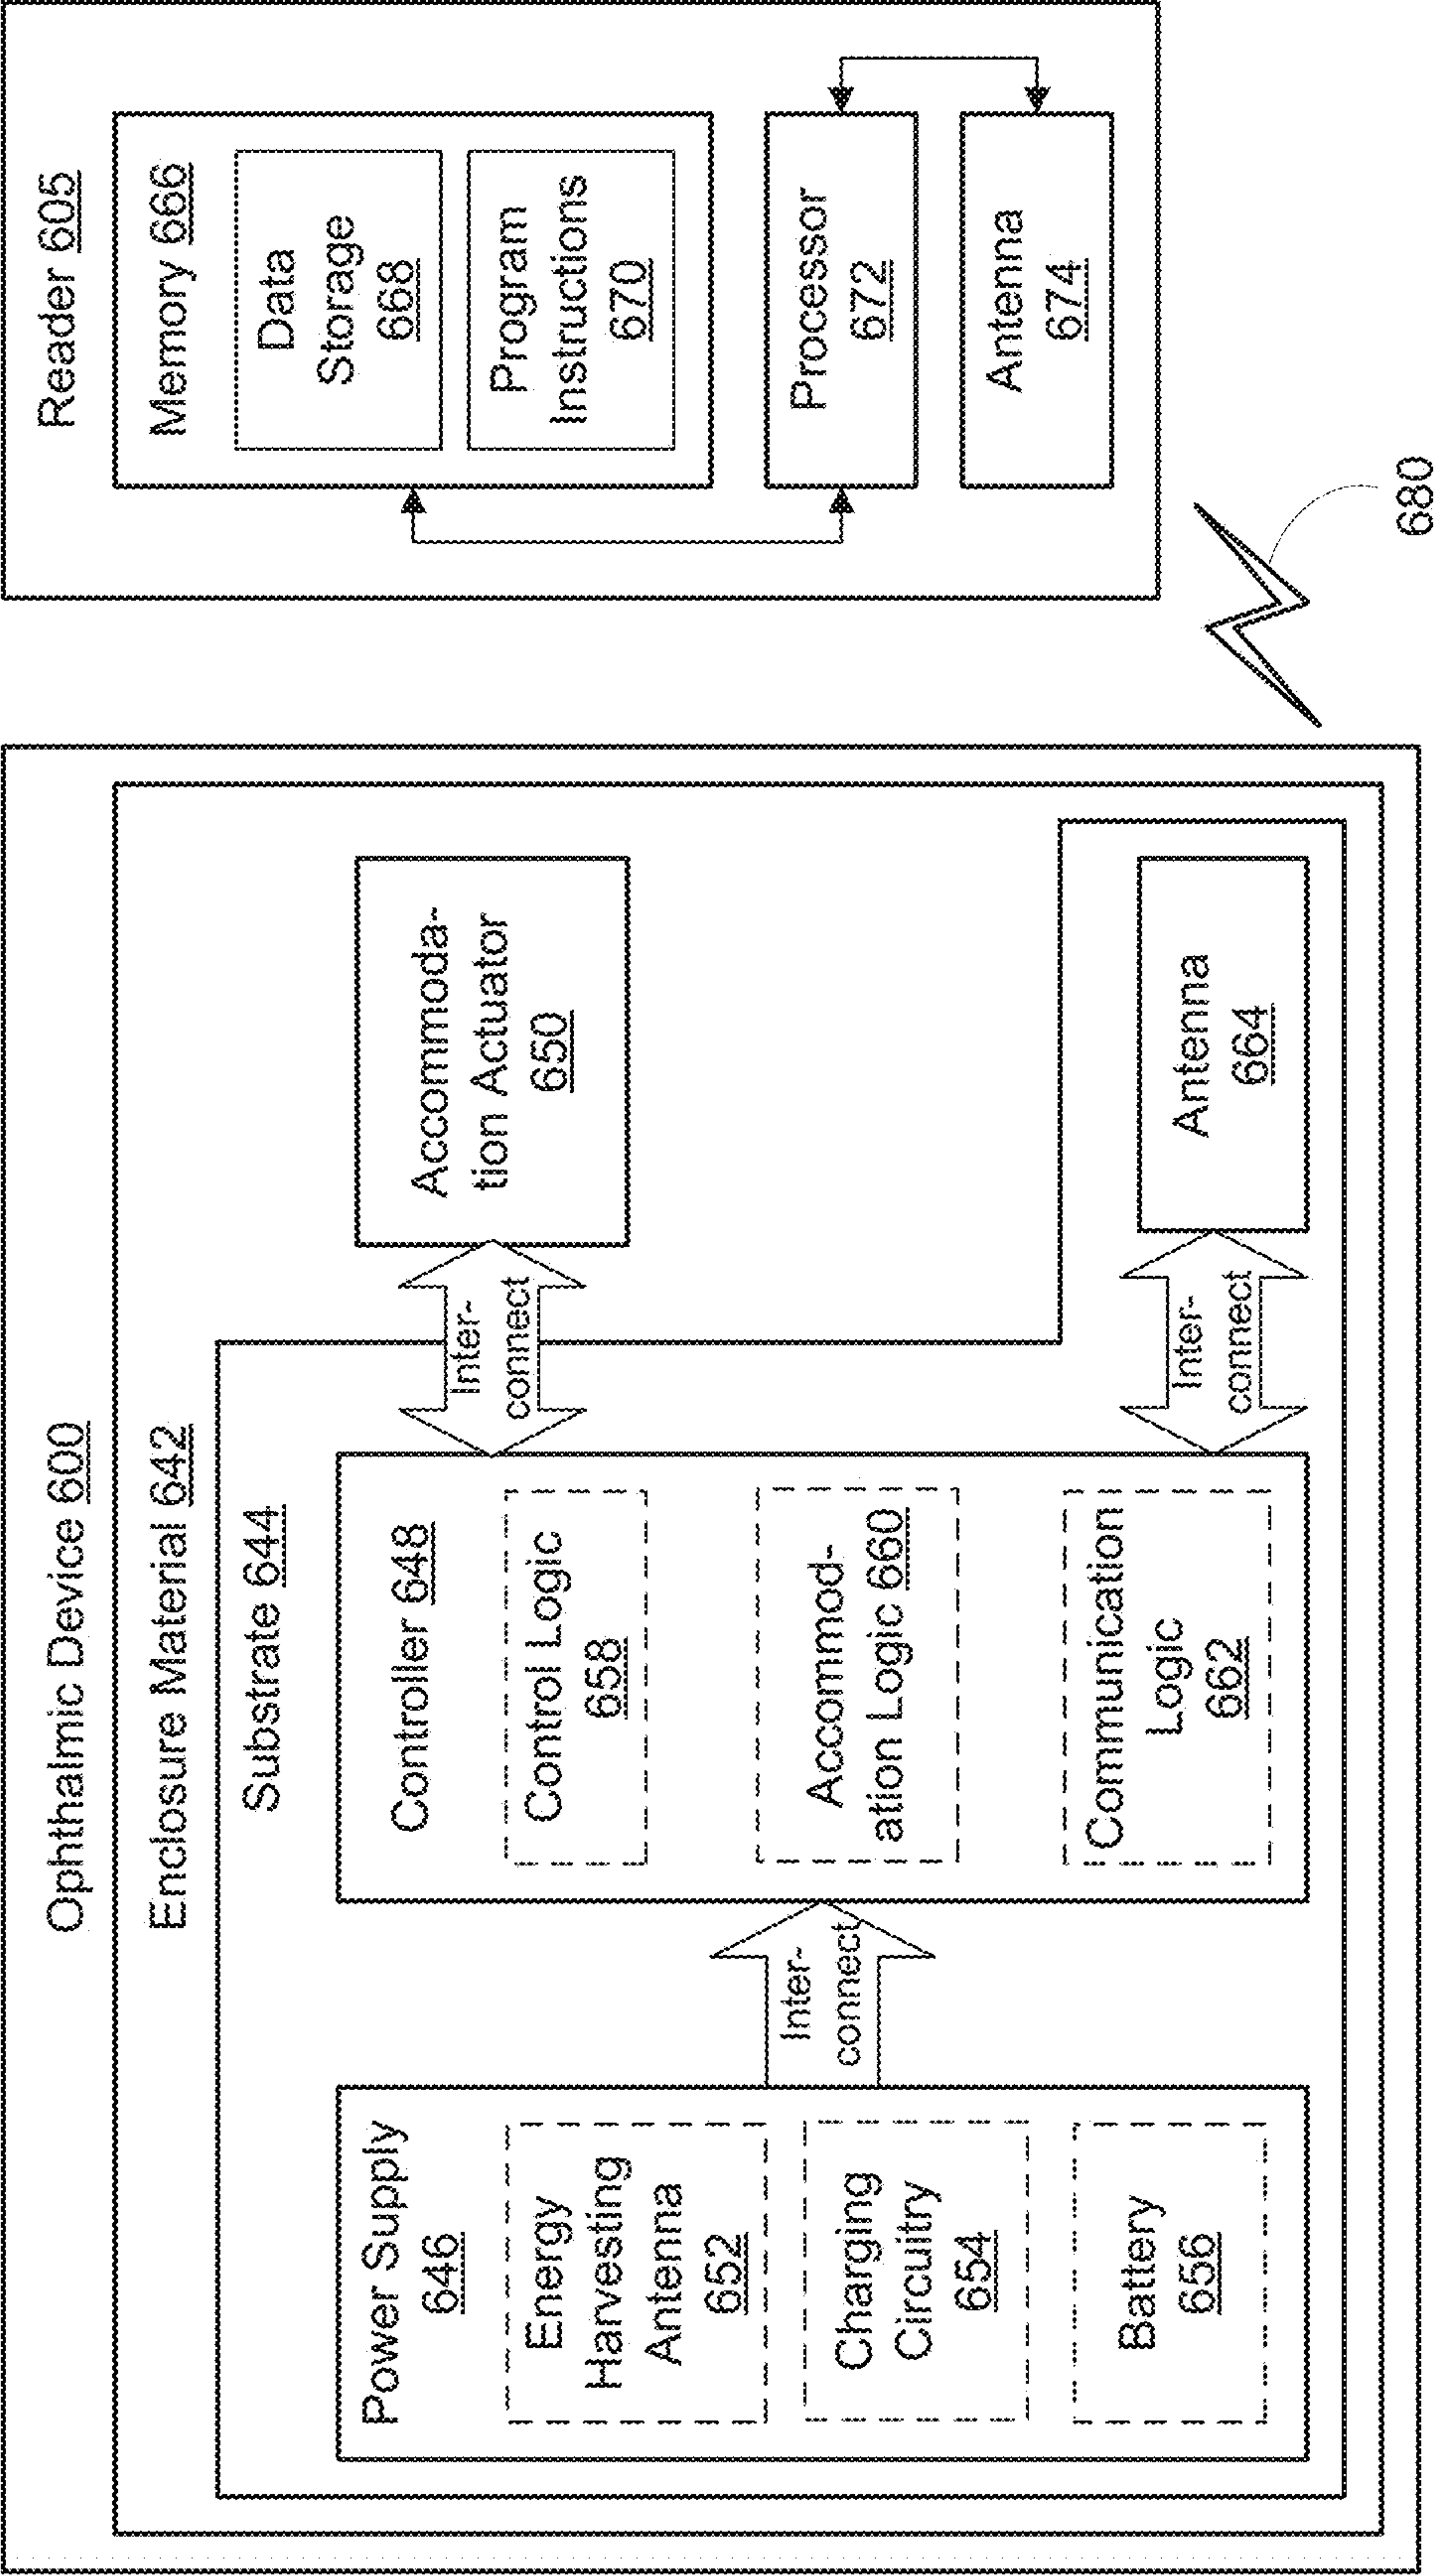 Ophthalmic Device 600
Enclosure Material 642
Substrate 644
Power Supply
646
Energy
Harvesting
Antenna
652
Charging
Circuitry
654
Battery
656
Inter-
connect
Controller 648
Control Logic
658
Accommod-
ation Logic 660
Communication
Logic
662
Inter-
connect
Accommoda-
tion Actuator
650
Inter-
connect
Antenna
664
Reader 605
Memory 666
Data
Storage
668
Program
Instructions
670
Processor
672
Antenna
674
680